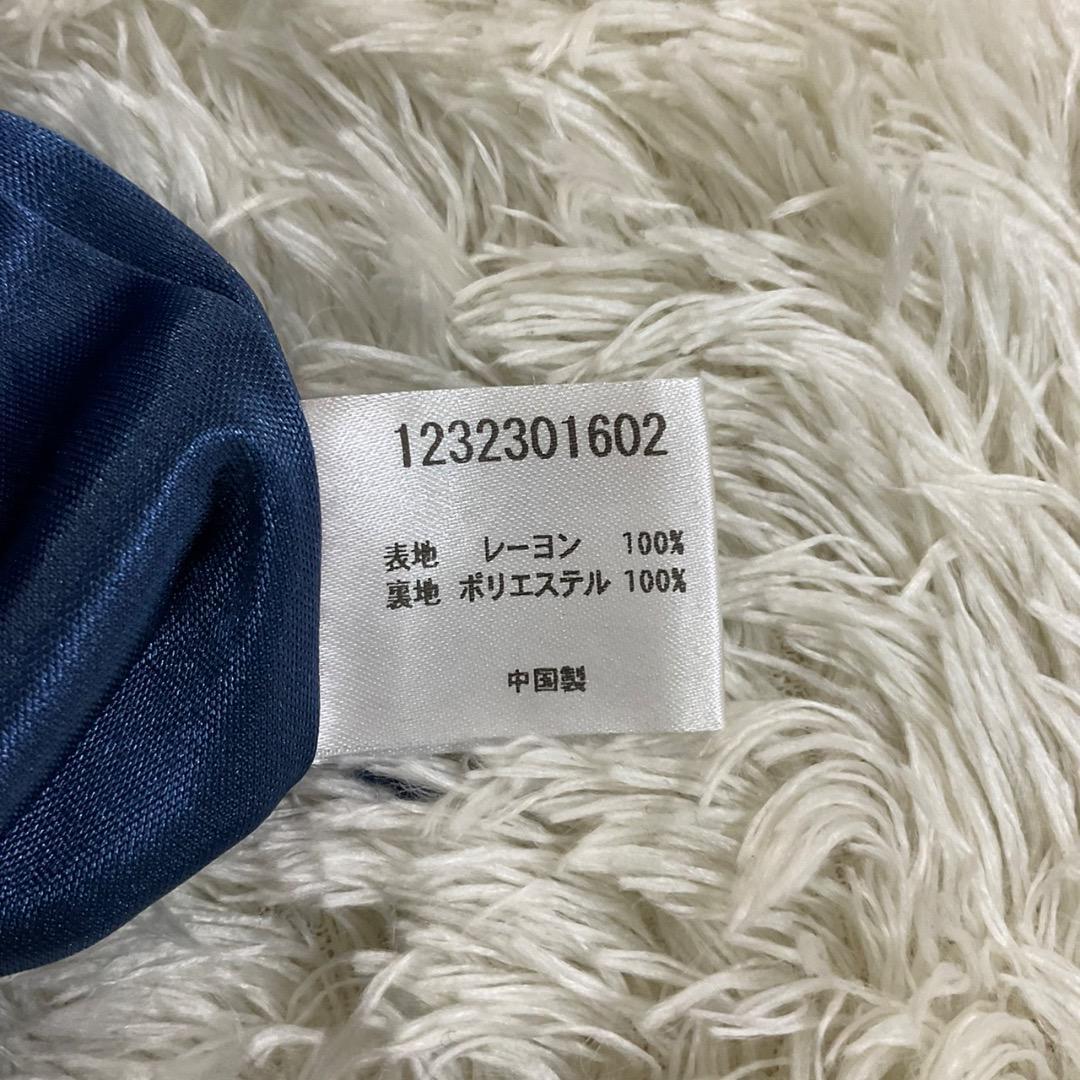 1232301602
表地 レーヨン 100%
裏地 ポリエステル 100%
中国製